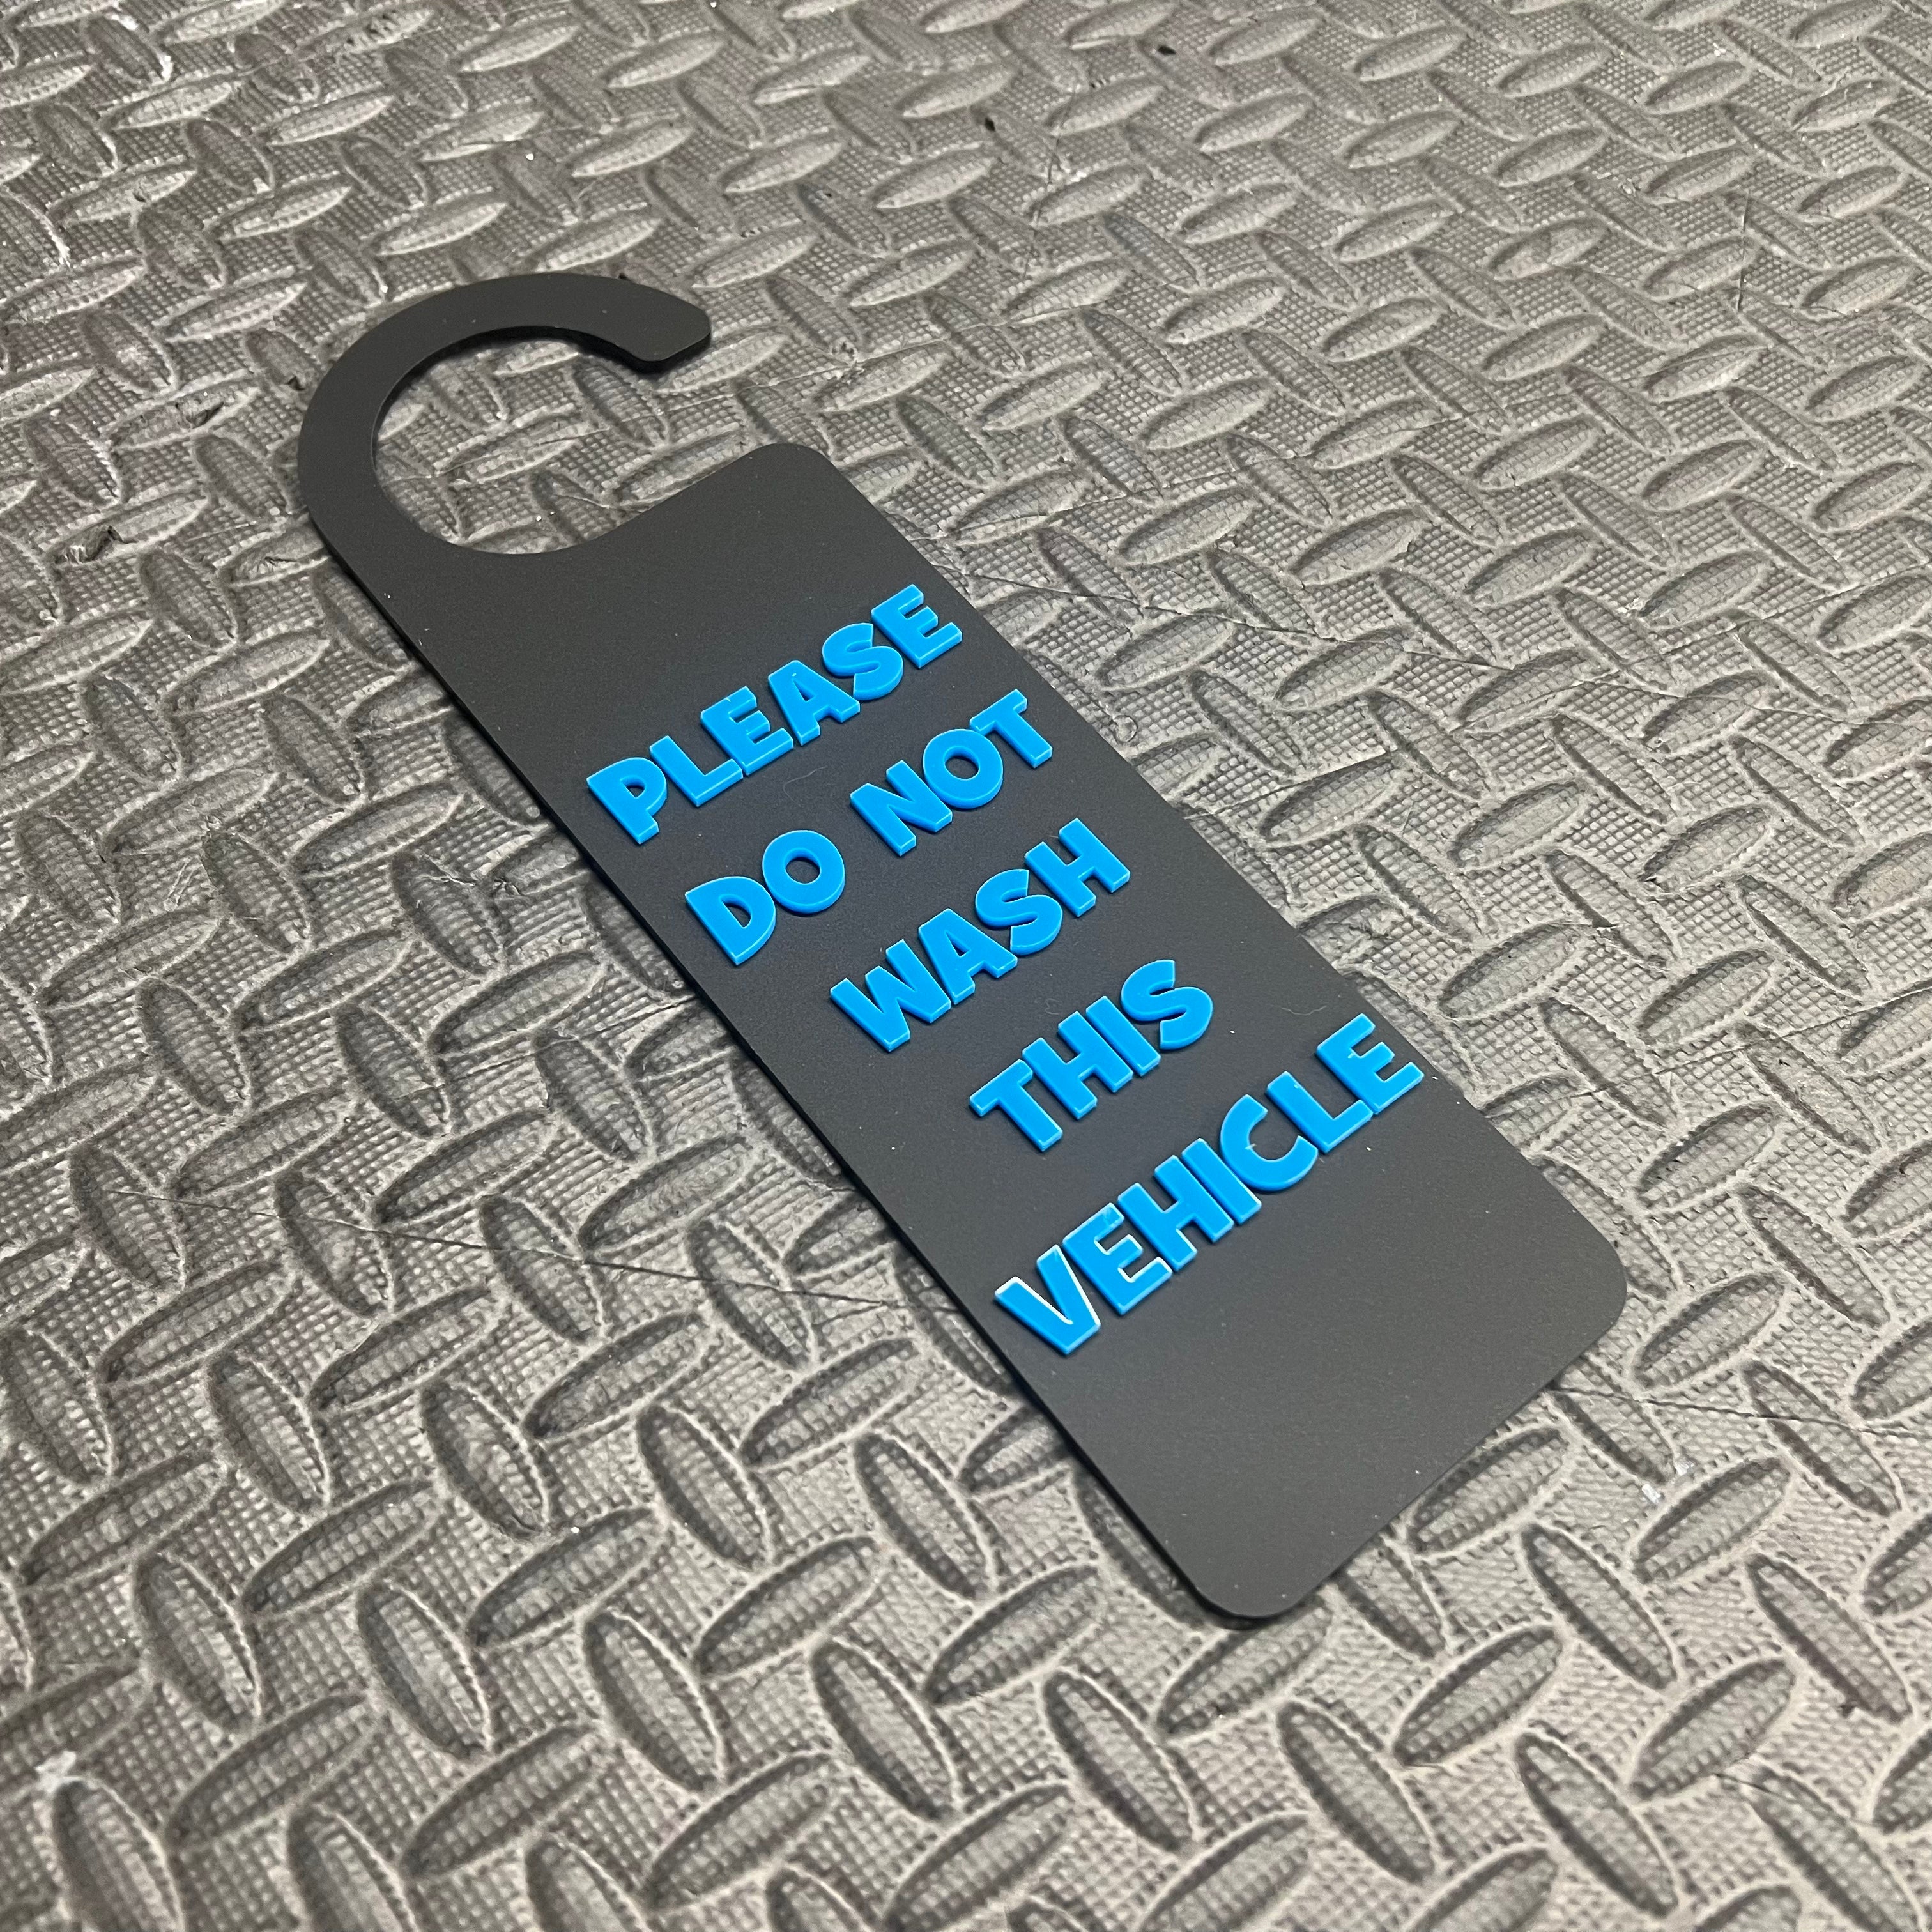 PLEASE
DO NOT
WASH
THIS
VEHICLE